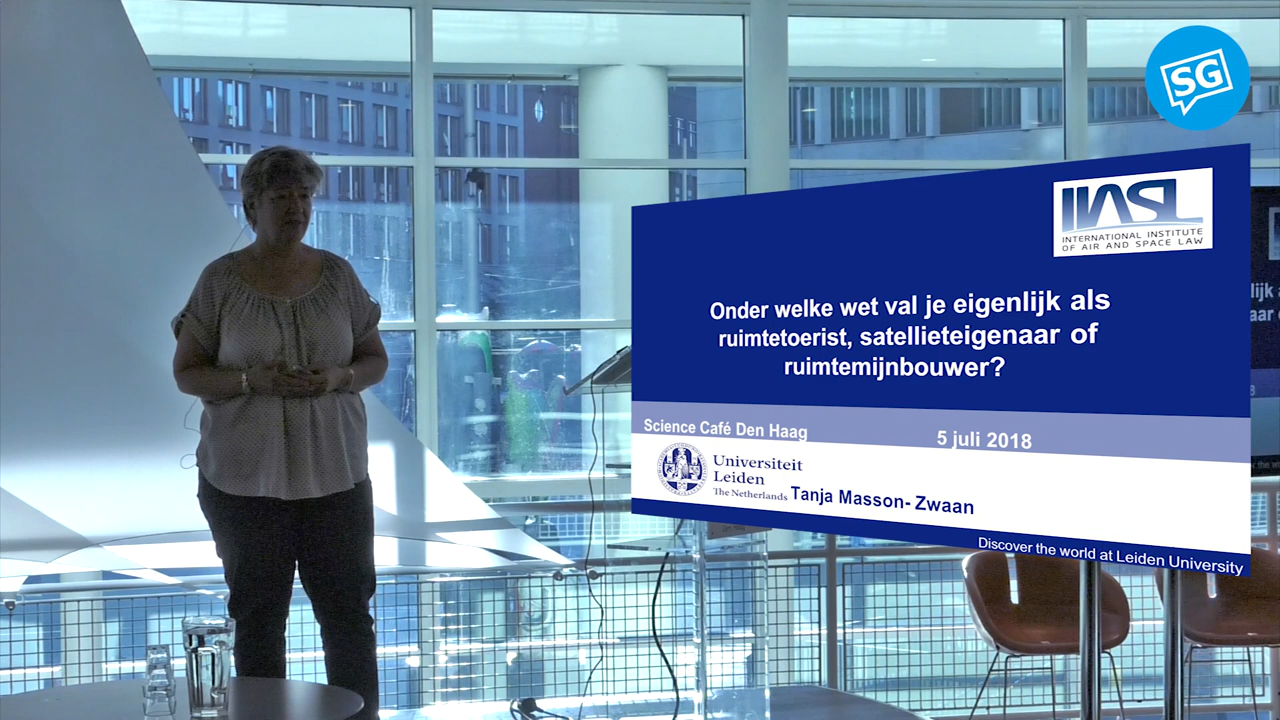 SG
IIASL
INTERNATIONAL INSTITUTE
OF AIR AND SPACE LAW
Onder welke wet val je eigenlijk als
ruimtetoerist, satellieteigenaar of
ruimtemijnbouwer?
Science Café Den Haag
5 juli 2018
Universiteit
Leiden
The Netherlands
Tanja Masson- Zwaan
Discover the world at Leiden University